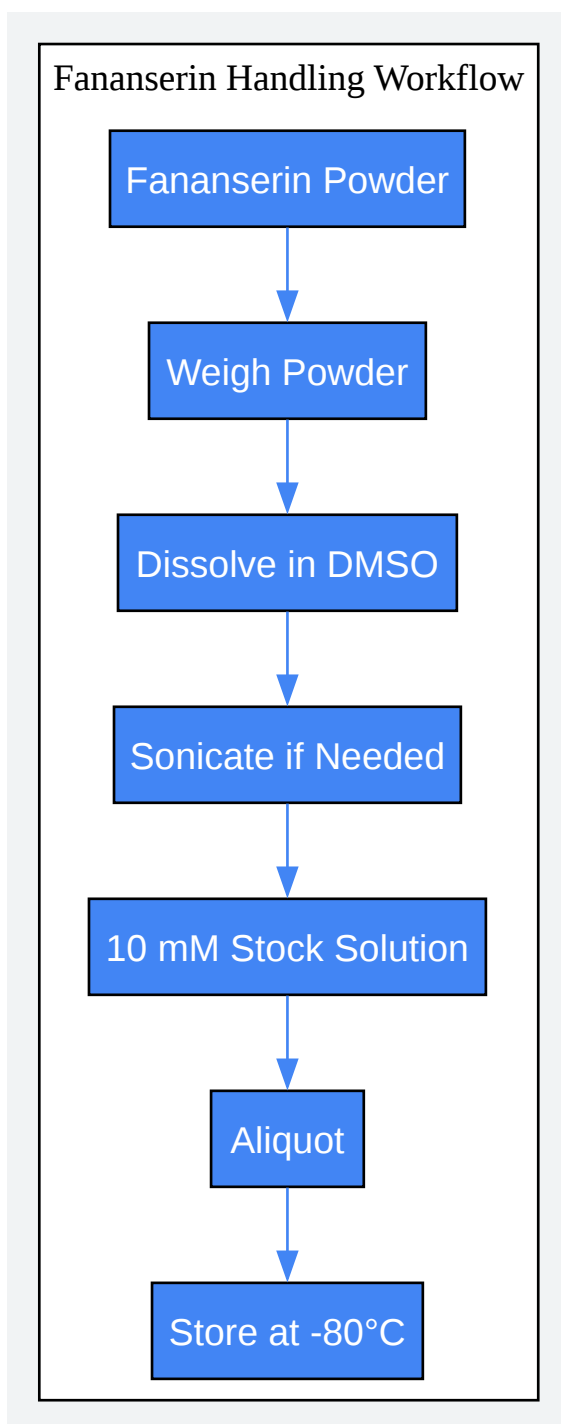 Fananserin Handling Workflow
Fananserin Powder
Weigh Powder
Dissolve in DMSO
Sonicate if Needed
10 mM Stock Solution
Aliquot
Store at -80°C